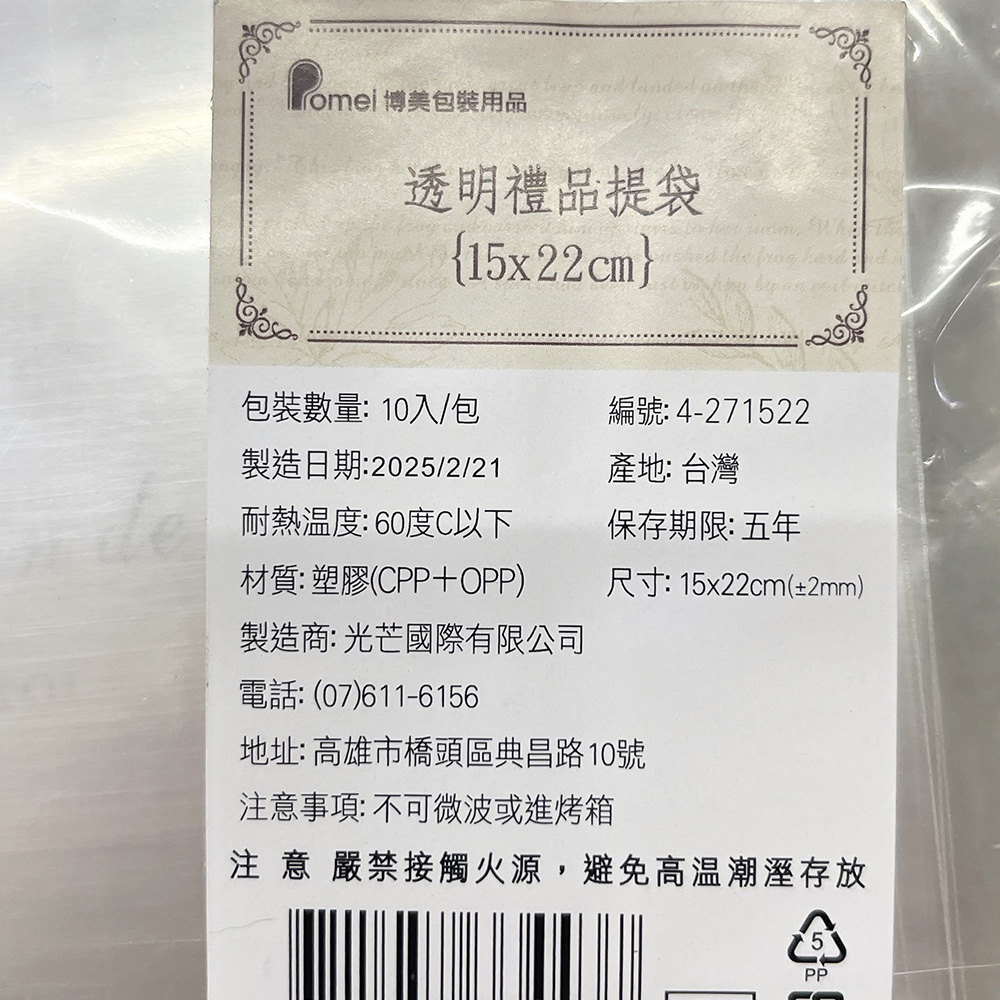 Pomei 博美包裝用品
透明禮品提袋
{15x22cm}
包裝數量: 10入/包
編號: 4-271522
製造日期:2025/2/21
產地: 台灣
耐熱溫度: 60度C以下
保存期限: 五年
材質: 塑膠(CPP+OPP)
尺寸: 15x22cm(±2mm)
製造商: 光芒國際有限公司
電話: (07)611-6156
地址: 高雄市橋頭區典昌路10號
注意事項: 不可微波或進烤箱
注 意 嚴禁接觸火源，避免高温潮溼存放
5
PP